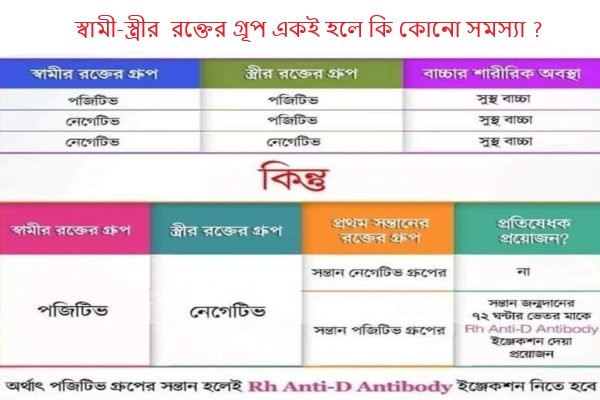 স্বামী-স্ত্রীর রক্তের গ্রূপ একই হলে কি কোনো সমস্যা ?
স্বামীর রক্তের গ্রুপ স্ত্রীর রক্তের গ্রুপ বাচ্চার শারীরিক অবস্থা
পজিটিভ পজিটিভ সুস্থ বাচ্চা
নেগেটিভ পজিটিভ সুস্থ বাচ্চা
নেগেটিভ নেগেটিভ সুস্থ বাচ্চা
কিন্তু
স্বামীর রক্তের গ্রুপ
স্ত্রীর রক্তের গ্রুপ
প্রথম সন্তানের
রক্তের গ্রুপ
প্রতিষেধক
প্রয়োজন?
পজিটিভ
নেগেটিভ
সন্তান নেগেটিভ গ্রুপের
না
সন্তান পজিটিভ গ্রুপের
সন্তান জন্মদানের
৭২ ঘন্টার ভেতর মাকে
Rh Anti-D Antibody
ইঞ্জেকশন দেয়া
প্রয়োজন
অর্থাৎ পজিটিভ গ্রুপের সন্তান হলেই Rh Anti-D Antibody ইঞ্জেকশন নিতে হবে